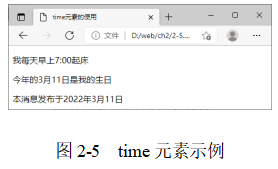 time元素的使用
文件 D:/web/ch2/2-5....
我每天早上7:00起床
今年的3月11日是我的生日
本消息发布于2022年3月11日
图 2-5 time 元素示例